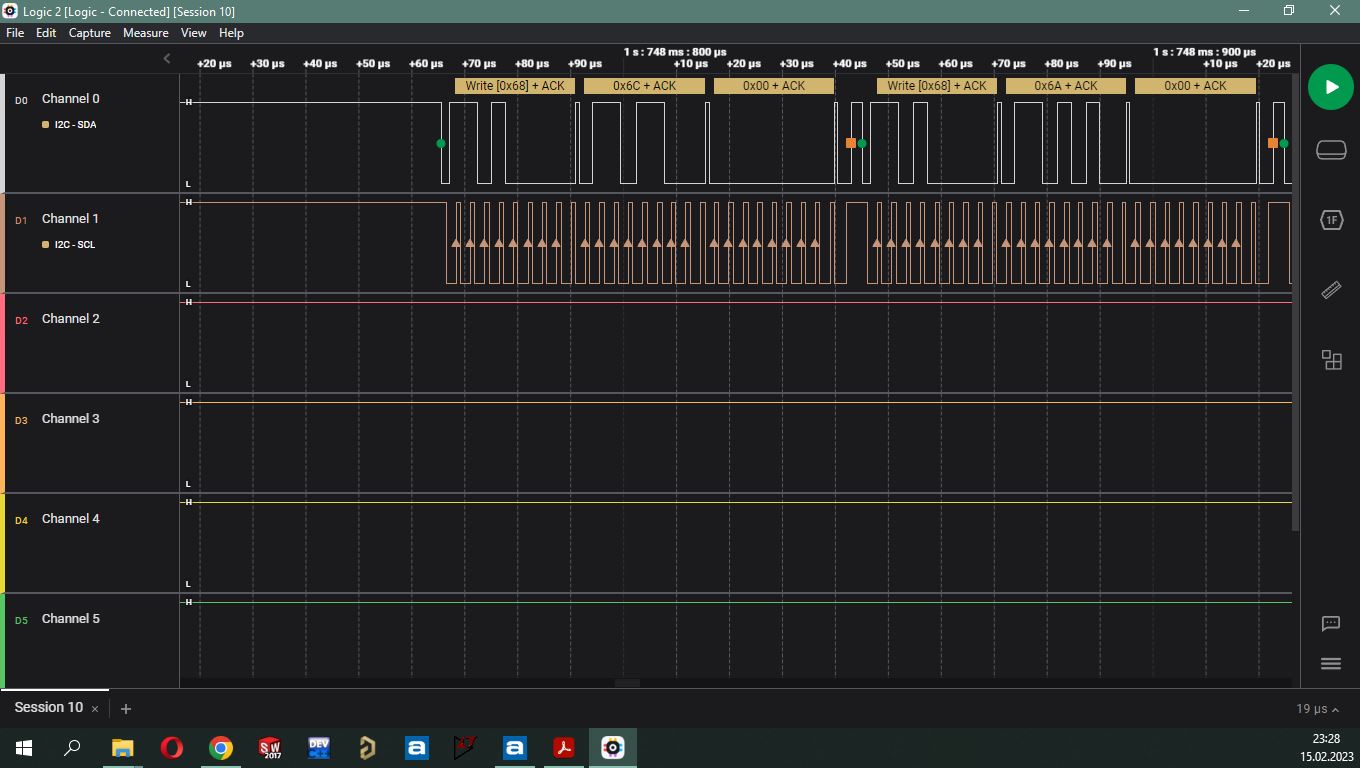 Logic 2 [Logic - Connected] [Session 10]
File Edit Capture Measure View Help
1 s : 748 ms : 800 µs 1 s : 748 ms : 900 µs
+20 µs +30 µs +40 µs +50 µs +60 µs +70 µs +80 µs +90 µs +10 µs +20 µs +30 µs +40 µs +50 µs +60 µs +70 µs +80 µs +90 µs +10 µs +20 µs
Write [0x68] + ACK 0x6C + ACK 0x00 + ACK Write [0x68] + ACK 0x6A + ACK 0x00 + ACK
D0 Channel 0 H
I2C - SDA
L
D1 Channel 1 H
I2C - SCL
L
D2 Channel 2 H
L
D3 Channel 3 H
L
D4 Channel 4 H
L
D5 Channel 5 H
1F
Session 10 × +
19 µs
SW
2017
DEV
C++
a
a
23:28
15.02.2023